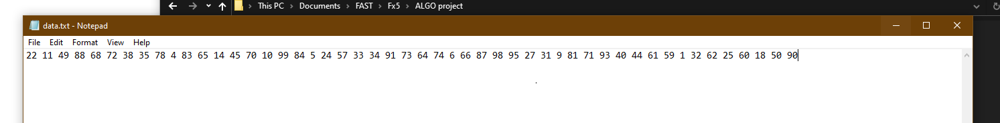 This PC > Documents > FAST > Fx5 > ALGO project
data.txt - Notepad
File Edit Format View Help
22 11 49 88 68 72 38 35 78 4 83 65 14 45 70 10 99 84 5 24 57 33 34 91 73 64 74 6 66 87 98 95 27 31 9 81 71 93 40 44 61 59 1 32 62 25 60 18 50 90